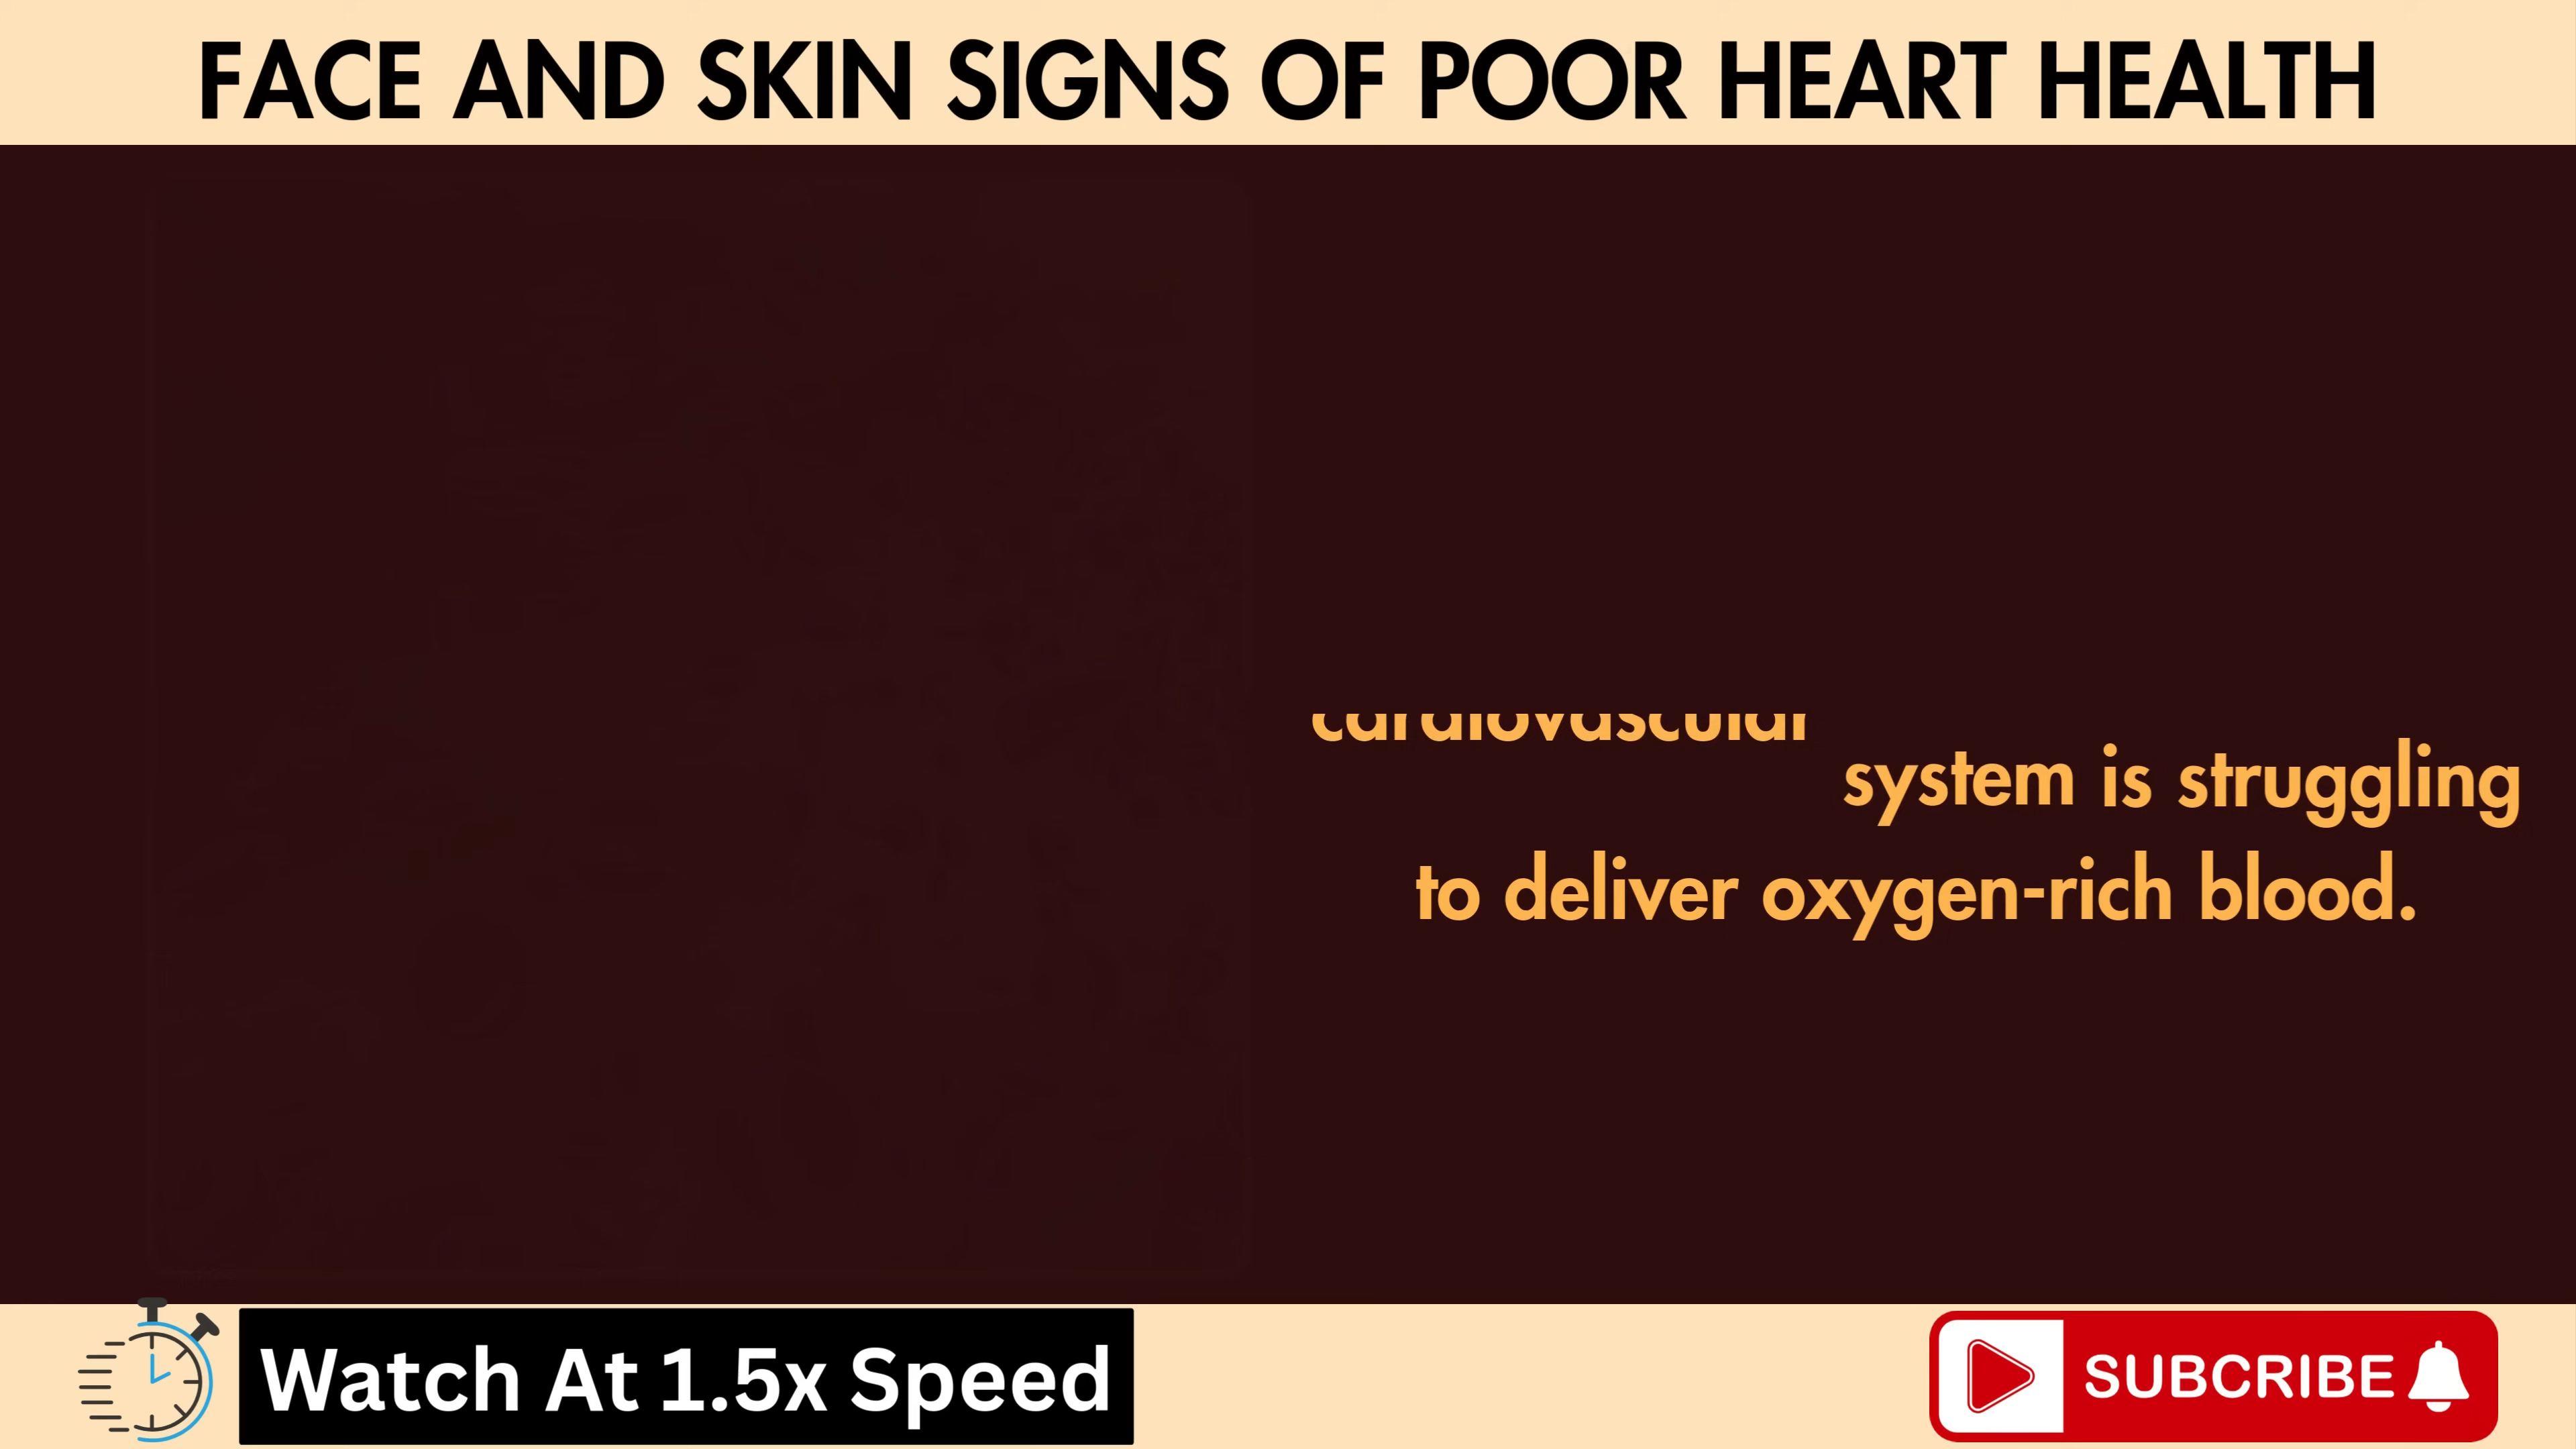 FACE AND SKIN SIGNS OF POOR HEART HEALTH
cardiovascular system is struggling
to deliver oxygen-rich blood.
Watch At 1.5x Speed
SUBCRIBE